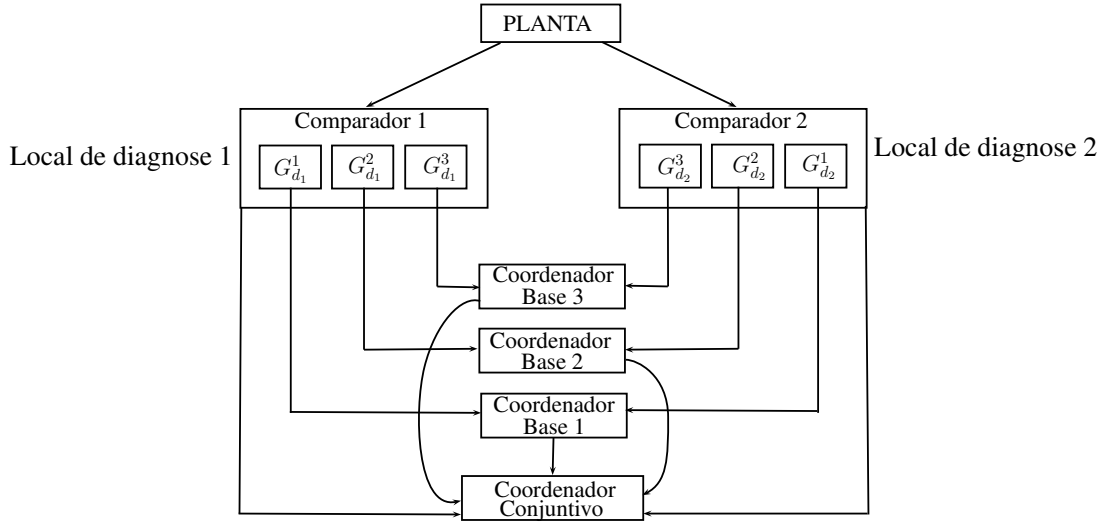 PLANTA
Comparador 1
Comparador 2
Local de diagnose 1
Local de diagnose 2
G^1_{d_1} G^2_{d_1} G^3_{d_1}
G^3_{d_2} G^2_{d_2} G^1_{d_2}
Coordenador
Base 3
Coordenador
Base 2
Coordenador
Base 1
Coordenador
Conjuntivo